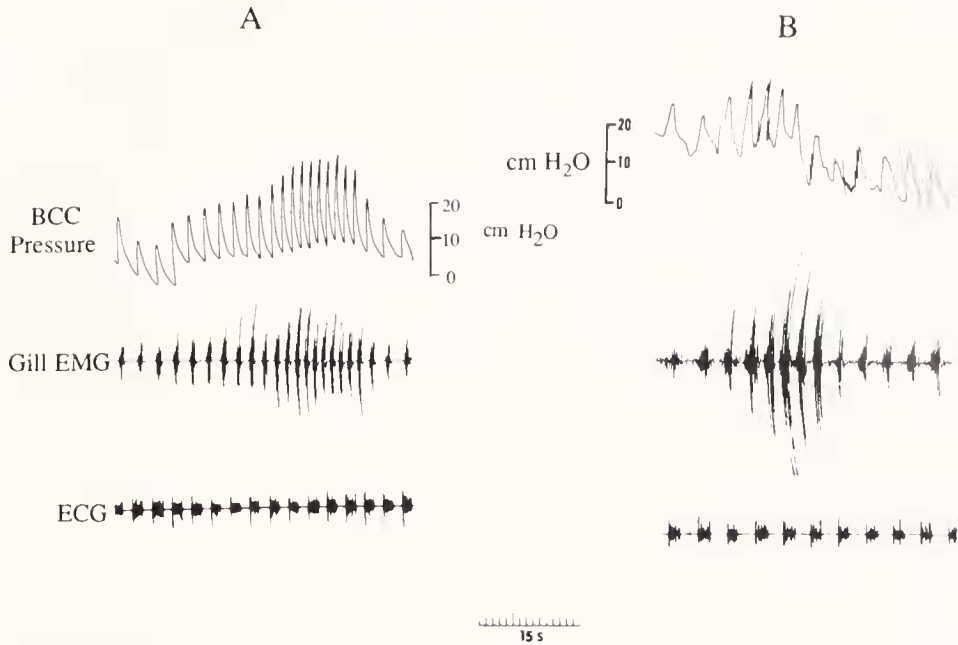 A
B
20
10
0
cm H₂O
BCC
Pressure
20
10
0
cm H₂O
Gill EMG
ECG
15 s